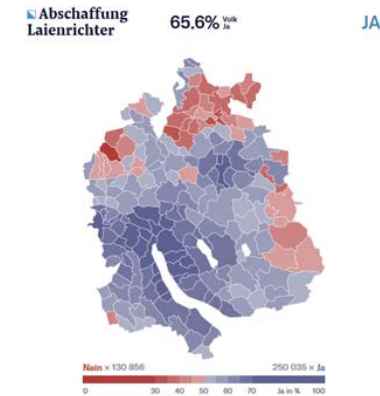 Abschaffung
Laienrichter
65.6% Volk
Ja
JA
Nein × 130 856
250 035 × Ja
0 30 40 50 60 70 Ja in % 100